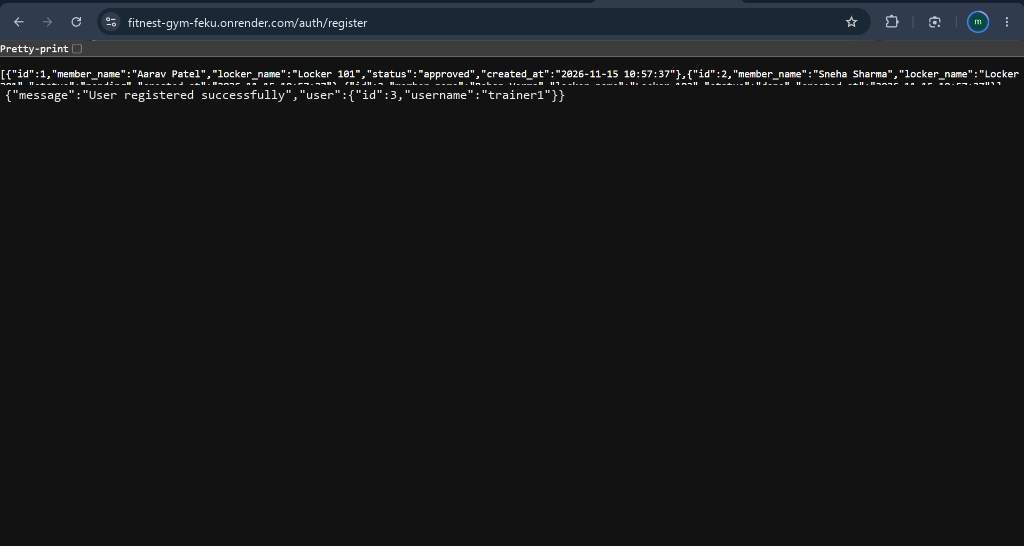 fitnest-gym-feku.onrender.com/auth/register
m
Pretty-print
[{"id":1,"member_name":"Aarav Patel","locker_name":"Locker 101","status":"approved","created_at":"2026-11-15 10:57:37"},{"id":2,"member_name":"Sneha Sharma","locker_name":"Locker
{"message":"User registered successfully","user":{"id":3,"username":"trainer1"}}